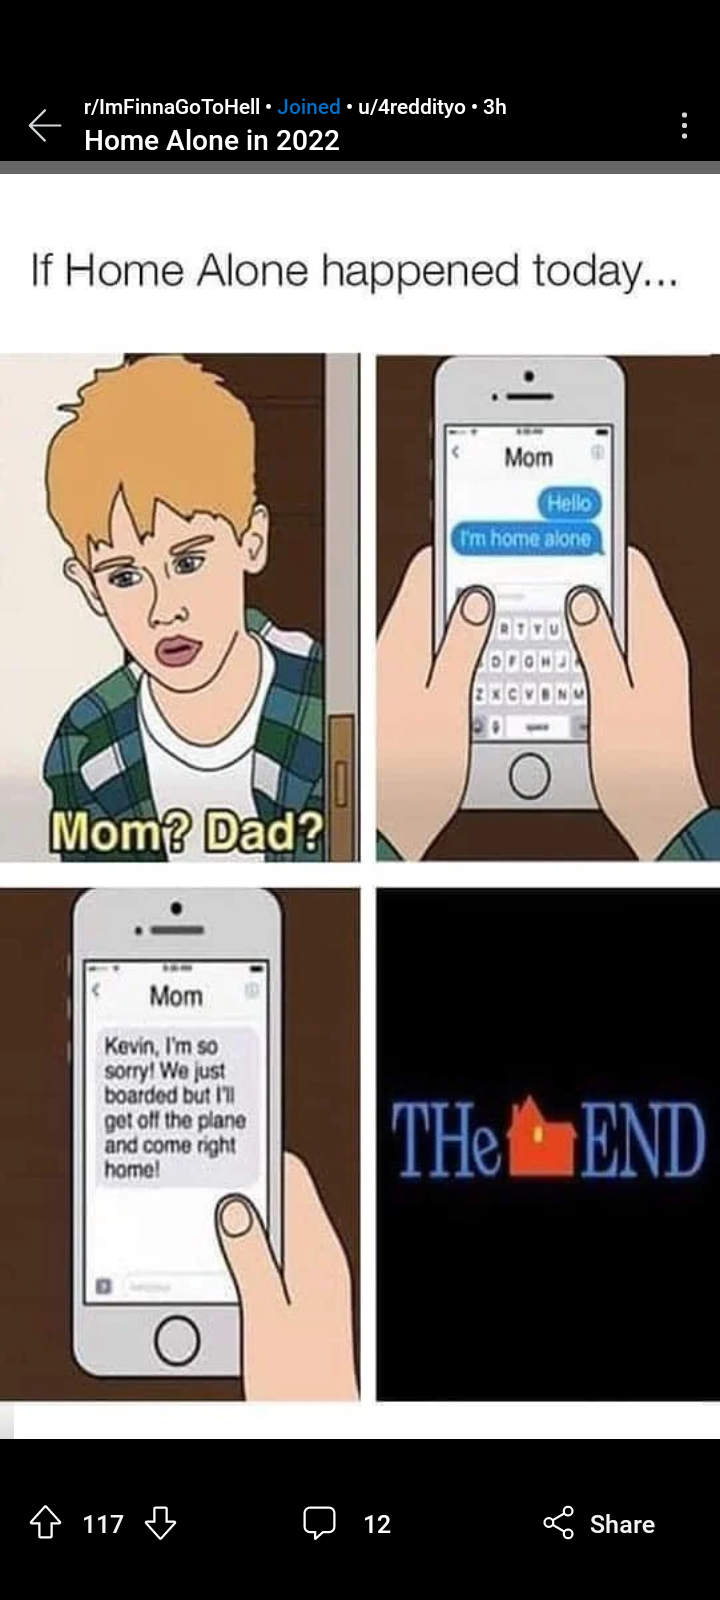 r/ImFinnaGoToHell • Joined • u/4reddityo • 3h
Home Alone in 2022
If Home Alone happened today...
Mom? Dad?
Mom
Hello
I'm home alone
R T Y U
D F G H J
Z X C V B N M
space
Mom
Kevin, I'm so
sorry! We just
boarded but I'll
get off the plane
and come right
home!
THe END
117
12
Share